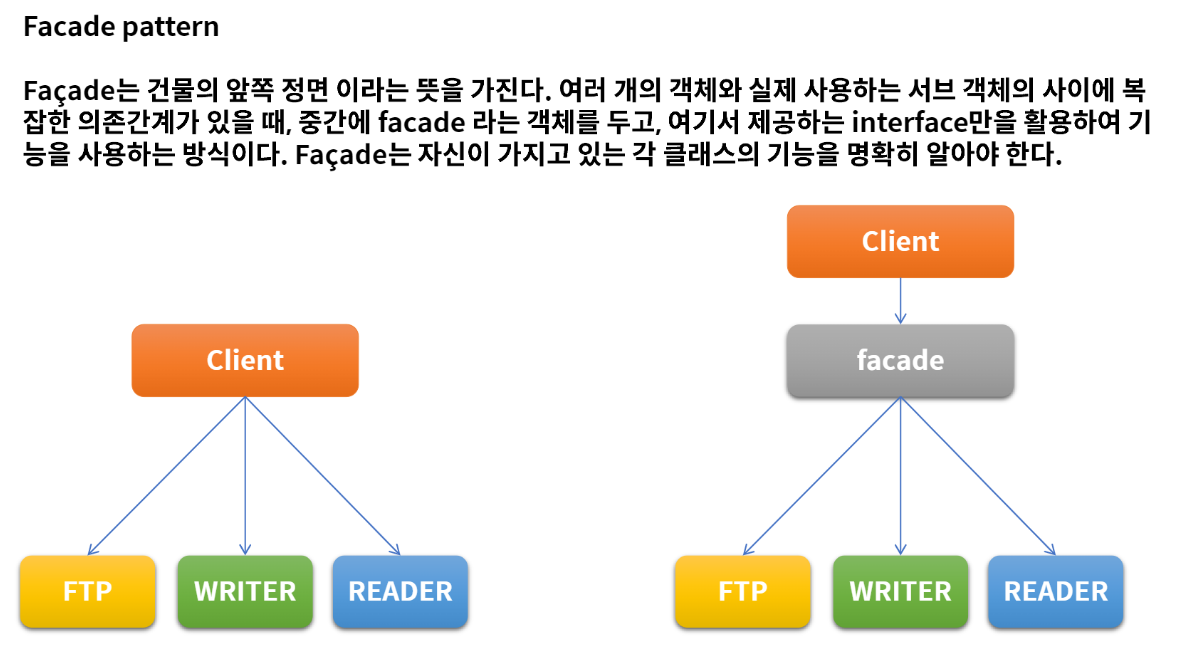 Facade pattern
Façade는 건물의 앞쪽 정면 이라는 뜻을 가진다. 여러 개의 객체와 실제 사용하는 서브 객체의 사이에 복
잡한 의존간계가 있을 때, 중간에 facade 라는 객체를 두고, 여기서 제공하는 interface만을 활용하여 기
능을 사용하는 방식이다. Façade는 자신이 가지고 있는 각 클래스의 기능을 명확히 알아야 한다.
Client
Client
facade
FTP
WRITER
READER
FTP
WRITER
READER